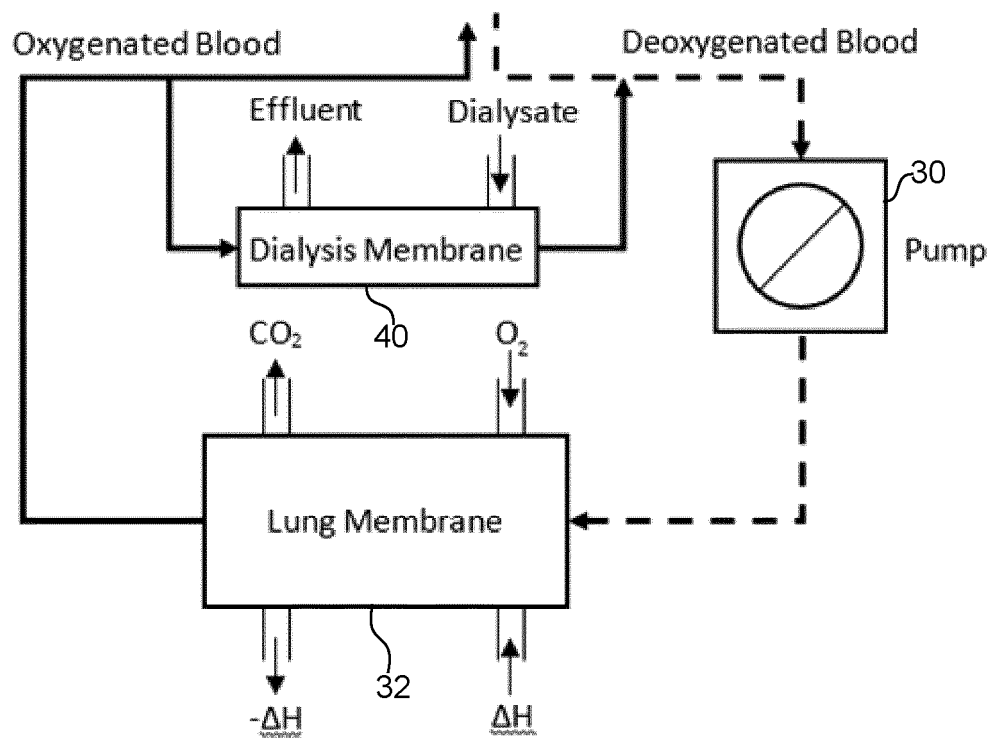 Oxygenated Blood
Deoxygenated Blood
Effluent
Dialysate
30
Dialysis Membrane
Pump
40
CO₂
O₂
Lung Membrane
32
-ΔH
ΔH